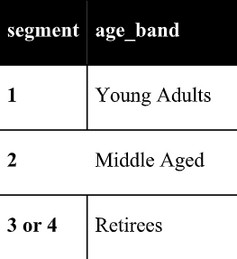 segment age_band
1 Young Adults
2 Middle Aged
3 or 4 Retirees